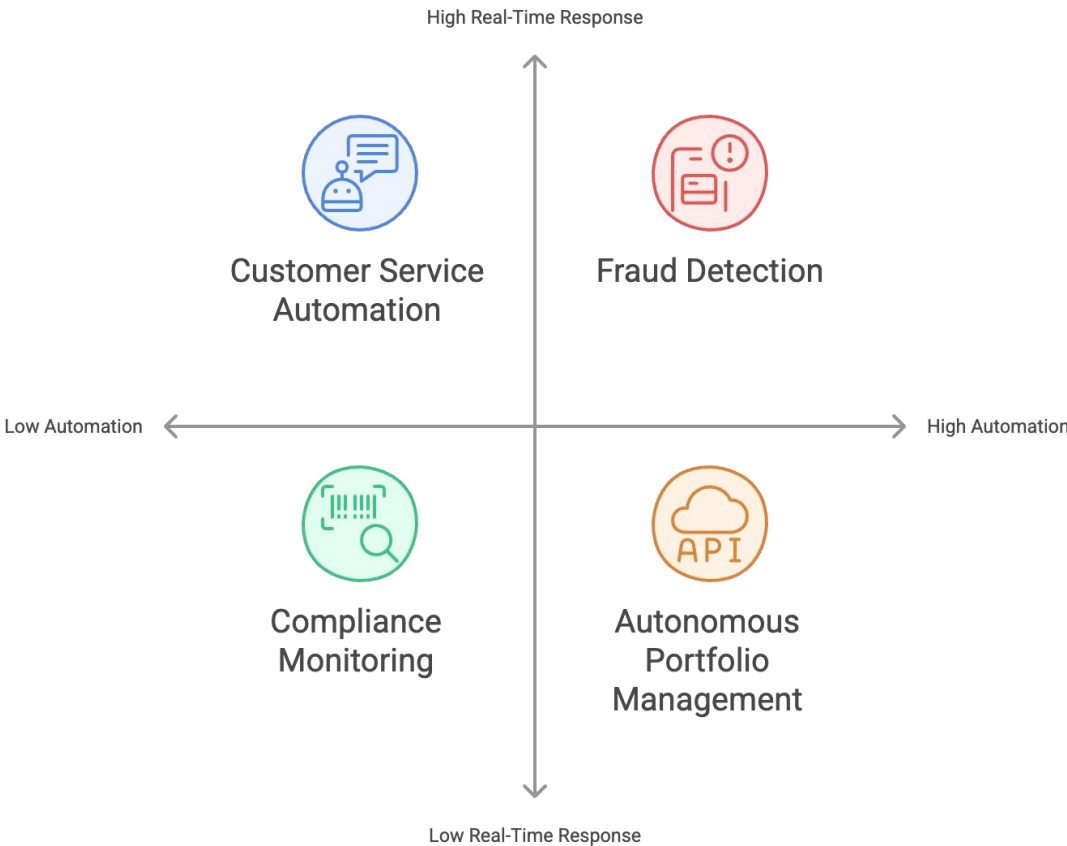 High Real-Time Response
Customer Service
Automation
Fraud Detection
Low Automation
High Automation
API
Compliance
Monitoring
Autonomous
Portfolio
Management
Low Real-Time Response